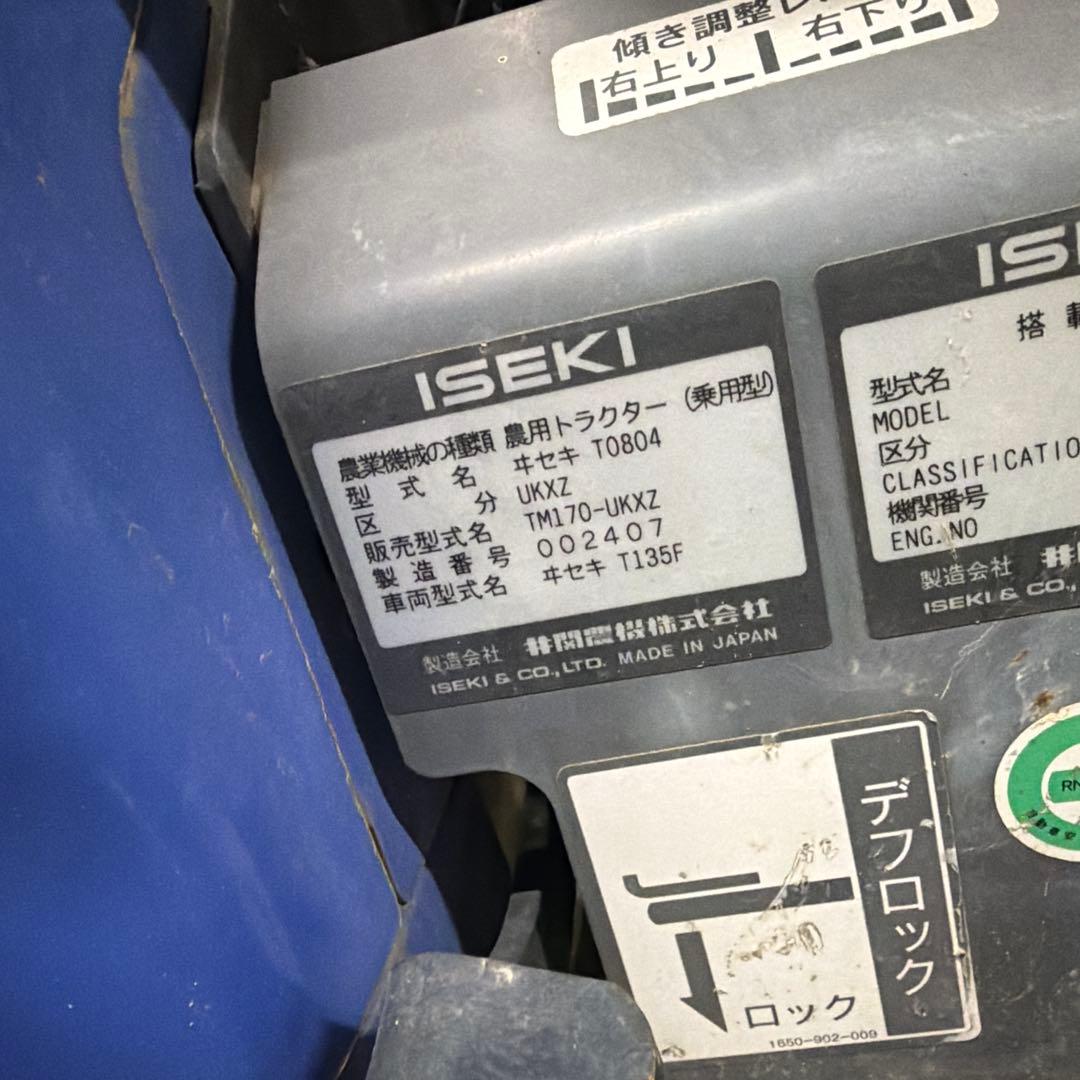 傾き調整レ
右上り 右下り
ISEKI
農業機械の種類 農用トラクター (乗用型)
型式名 ヰセキ T0804
区分 UKXZ
販売型式名 TM170-UKXZ
製造番号 002407
車両型式名 ヰセキ T135F
製造会社 井関農機株式会社
ISEKI & CO., LTD. MADE IN JAPAN
ISE
搭載
型式名
MODEL
区分
CLASSIFICATIO
機関番号
ENG. NO
製造会社 井
ISEKI & CO.,
デフロック
ロック
1650-902-009
RN